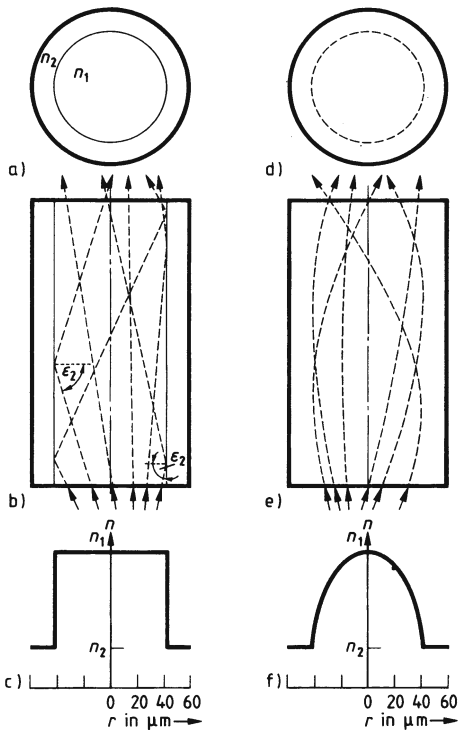 n₂
n₁
a)
d)
ε₂
ε₂
b)
e)
n
n₁
n₁
n₂
n₂
c)
f)
0 20 40 60
0 20 40 60
r in μm
r in μm